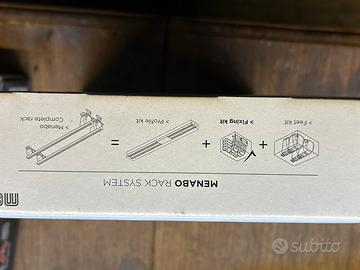 MENABO RACK SYSTEM
> Feet kit
+
> Fixing kit
+
> Profile kit
=
> Menabo
Complete rack
subito